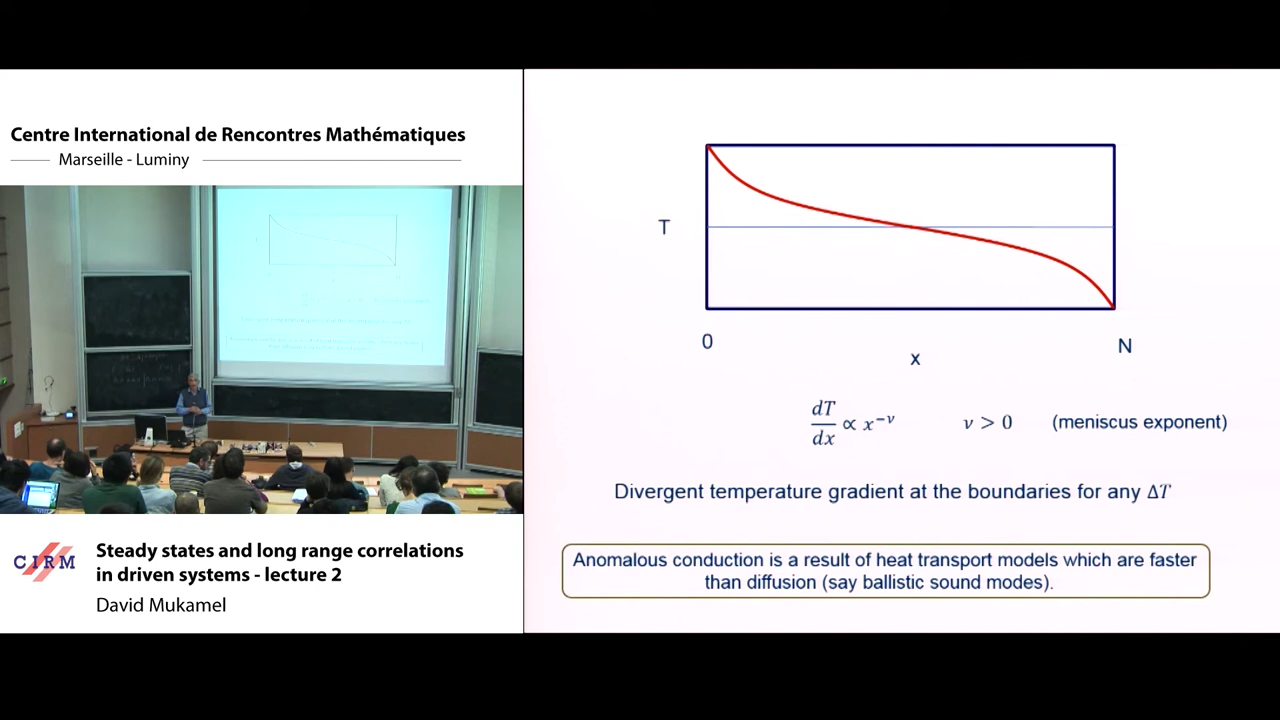 Centre International de Rencontres Mathématiques
Marseille - Luminy
T
0
x
N
dT/dx ∝ x^{-ν} ν > 0 (meniscus exponent)
Divergent temperature gradient at the boundaries for any ΔT
Anomalous conduction is a result of heat transport models which are faster
than diffusion (say ballistic sound modes).
CIRM
Steady states and long range correlations
in driven systems - lecture 2
David Mukamel